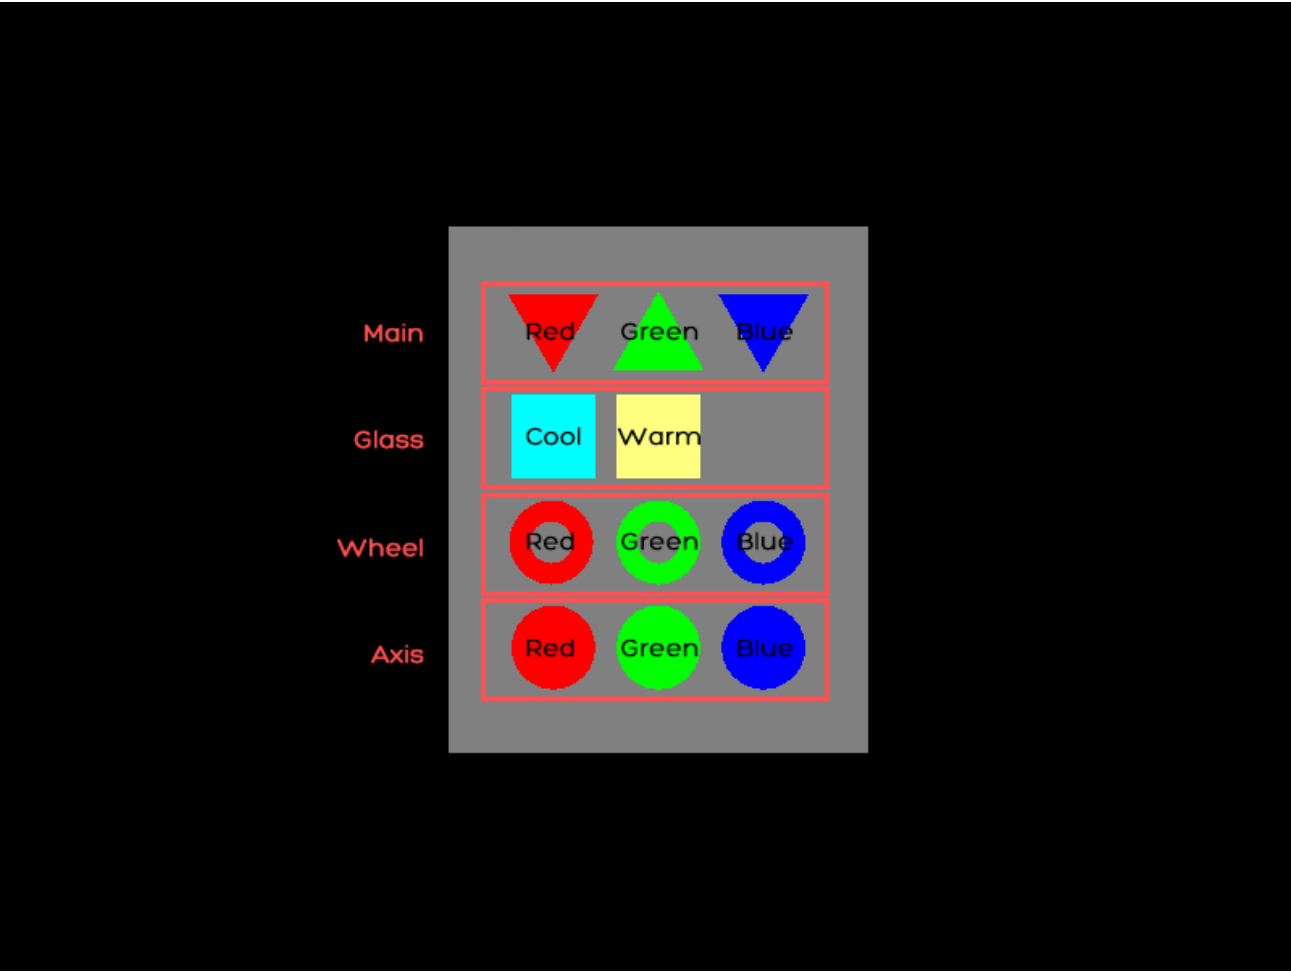 Main Red Green Blue
Glass Cool Warm
Wheel Red Green Blue
Axis Red Green Blue